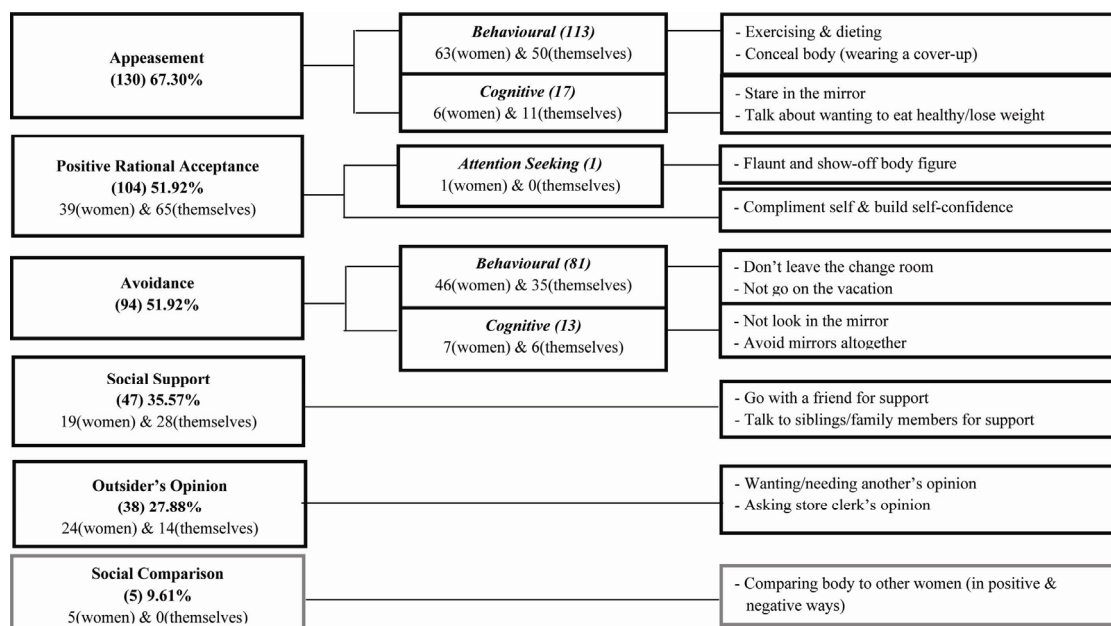 Appeasement
(130) 67.30%
Behavioural (113)
63(women) & 50(themselves)
- Exercising & dieting
- Conceal body (wearing a cover-up)
Cognitive (17)
6(women) & 11(themselves)
- Stare in the mirror
- Talk about wanting to eat healthy/lose weight
Positive Rational Acceptance
(104) 51.92%
39(women) & 65(themselves)
Attention Seeking (1)
1(women) & 0(themselves)
- Flaunt and show-off body figure
- Compliment self & build self-confidence
Avoidance
(94) 51.92%
Behavioural (81)
46(women) & 35(themselves)
- Don't leave the change room
- Not go on the vacation
Cognitive (13)
7(women) & 6(themselves)
- Not look in the mirror
- Avoid mirrors altogether
Social Support
(47) 35.57%
19(women) & 28(themselves)
- Go with a friend for support
- Talk to siblings/family members for support
Outsider's Opinion
(38) 27.88%
24(women) & 14(themselves)
- Wanting/needing another's opinion
- Asking store clerk's opinion
Social Comparison
(5) 9.61%
5(women) & 0(themselves)
- Comparing body to other women (in positive &
negative ways)